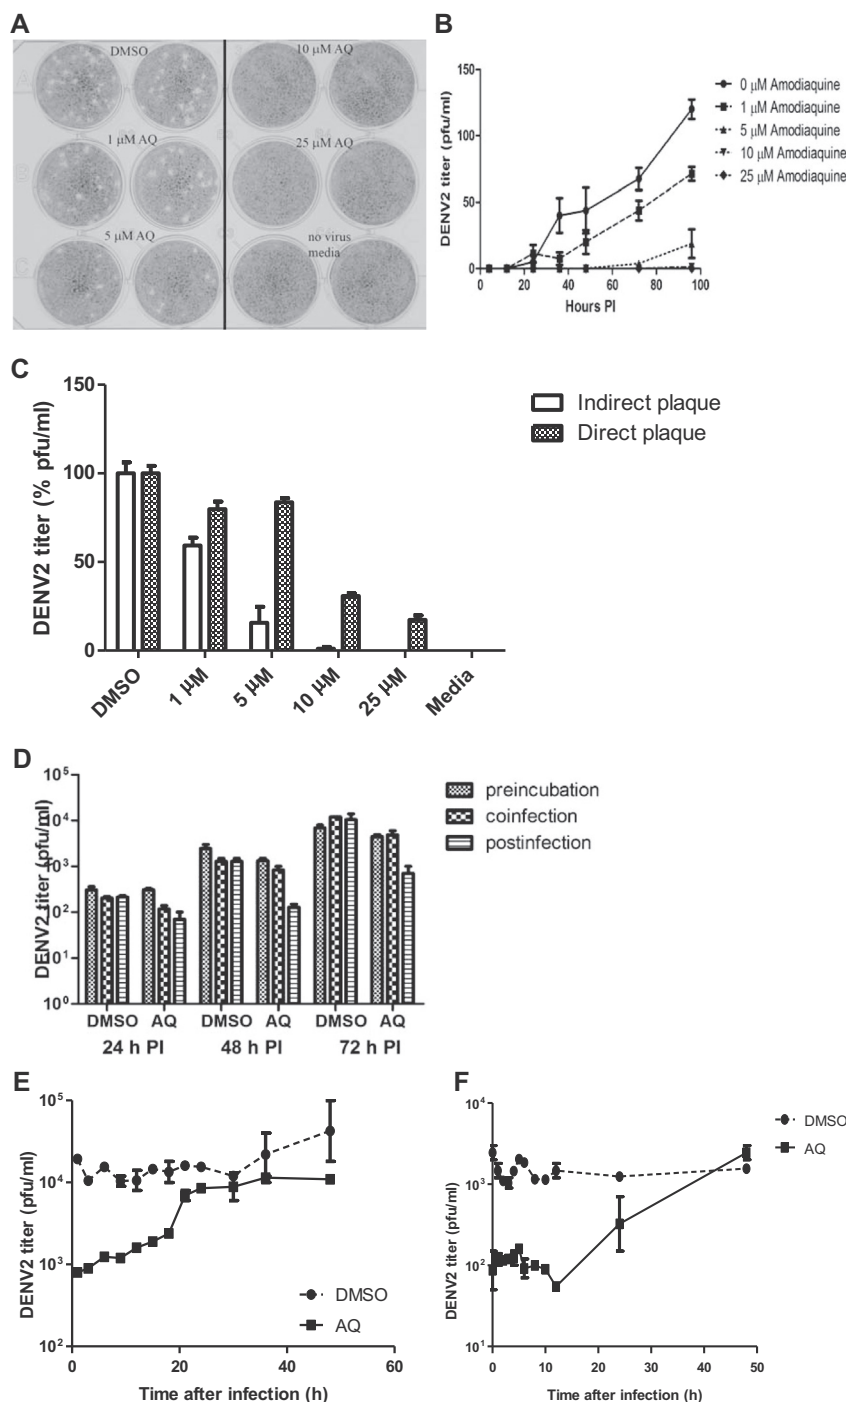 A
DMSO
10 μM AQ
1 μM AQ
25 μM AQ
5 μM AQ
no virus
media
B
DENV2 titer (pfu/ml)
150
100
50
0
0 20 40 60 80 100
Hours PI
0 μM Amodiaquine
1 μM Amodiaquine
5 μM Amodiaquine
10 μM Amodiaquine
25 μM Amodiaquine
C
DENV2 titer (% pfu/ml)
150
100
50
0
DMSO 1 μM 5 μM 10 μM 25 μM Media
Indirect plaque
Direct plaque
D
DENV2 titer (pfu/ml)
10⁵
10⁴
10³
10²
10¹
10⁰
DMSO AQ DMSO AQ DMSO AQ
24 h PI 48 h PI 72 h PI
preincubation
coinfection
postinfection
E
DENV2 titer (pfu/ml)
10⁵
10⁴
10³
10²
0 20 40 60
Time after infection (h)
DMSO
AQ
F
DENV2 titer (pfu/ml)
10⁴
10³
10²
10¹
0 10 20 30 40 50
Time after infection (h)
DMSO
AQ